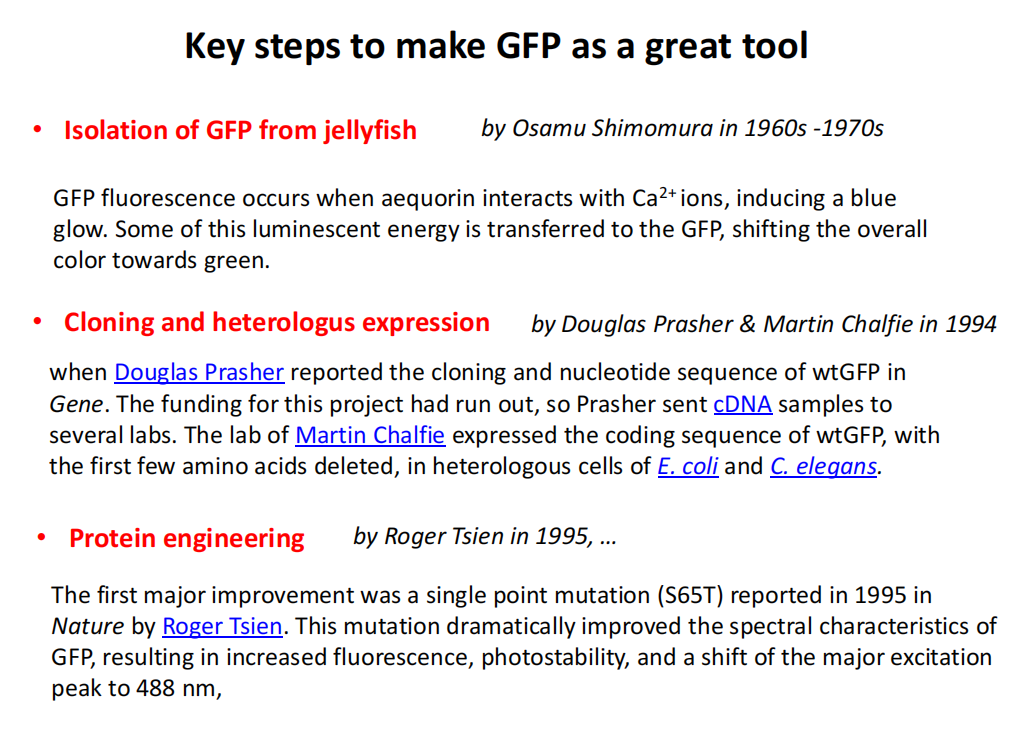 Key steps to make GFP as a great tool
• Isolation of GFP from jellyfish by Osamu Shimomura in 1960s -1970s
GFP fluorescence occurs when aequorin interacts with Ca2+ ions, inducing a blue
glow. Some of this luminescent energy is transferred to the GFP, shifting the overall
color towards green.
• Cloning and heterologus expression by Douglas Prasher & Martin Chalfie in 1994
when Douglas Prasher reported the cloning and nucleotide sequence of wtGFP in
Gene. The funding for this project had run out, so Prasher sent cDNA samples to
several labs. The lab of Martin Chalfie expressed the coding sequence of wtGFP, with
the first few amino acids deleted, in heterologous cells of E. coli and C. elegans.
• Protein engineering by Roger Tsien in 1995, ...
The first major improvement was a single point mutation (S65T) reported in 1995 in
Nature by Roger Tsien. This mutation dramatically improved the spectral characteristics of
GFP, resulting in increased fluorescence, photostability, and a shift of the major excitation
peak to 488 nm,